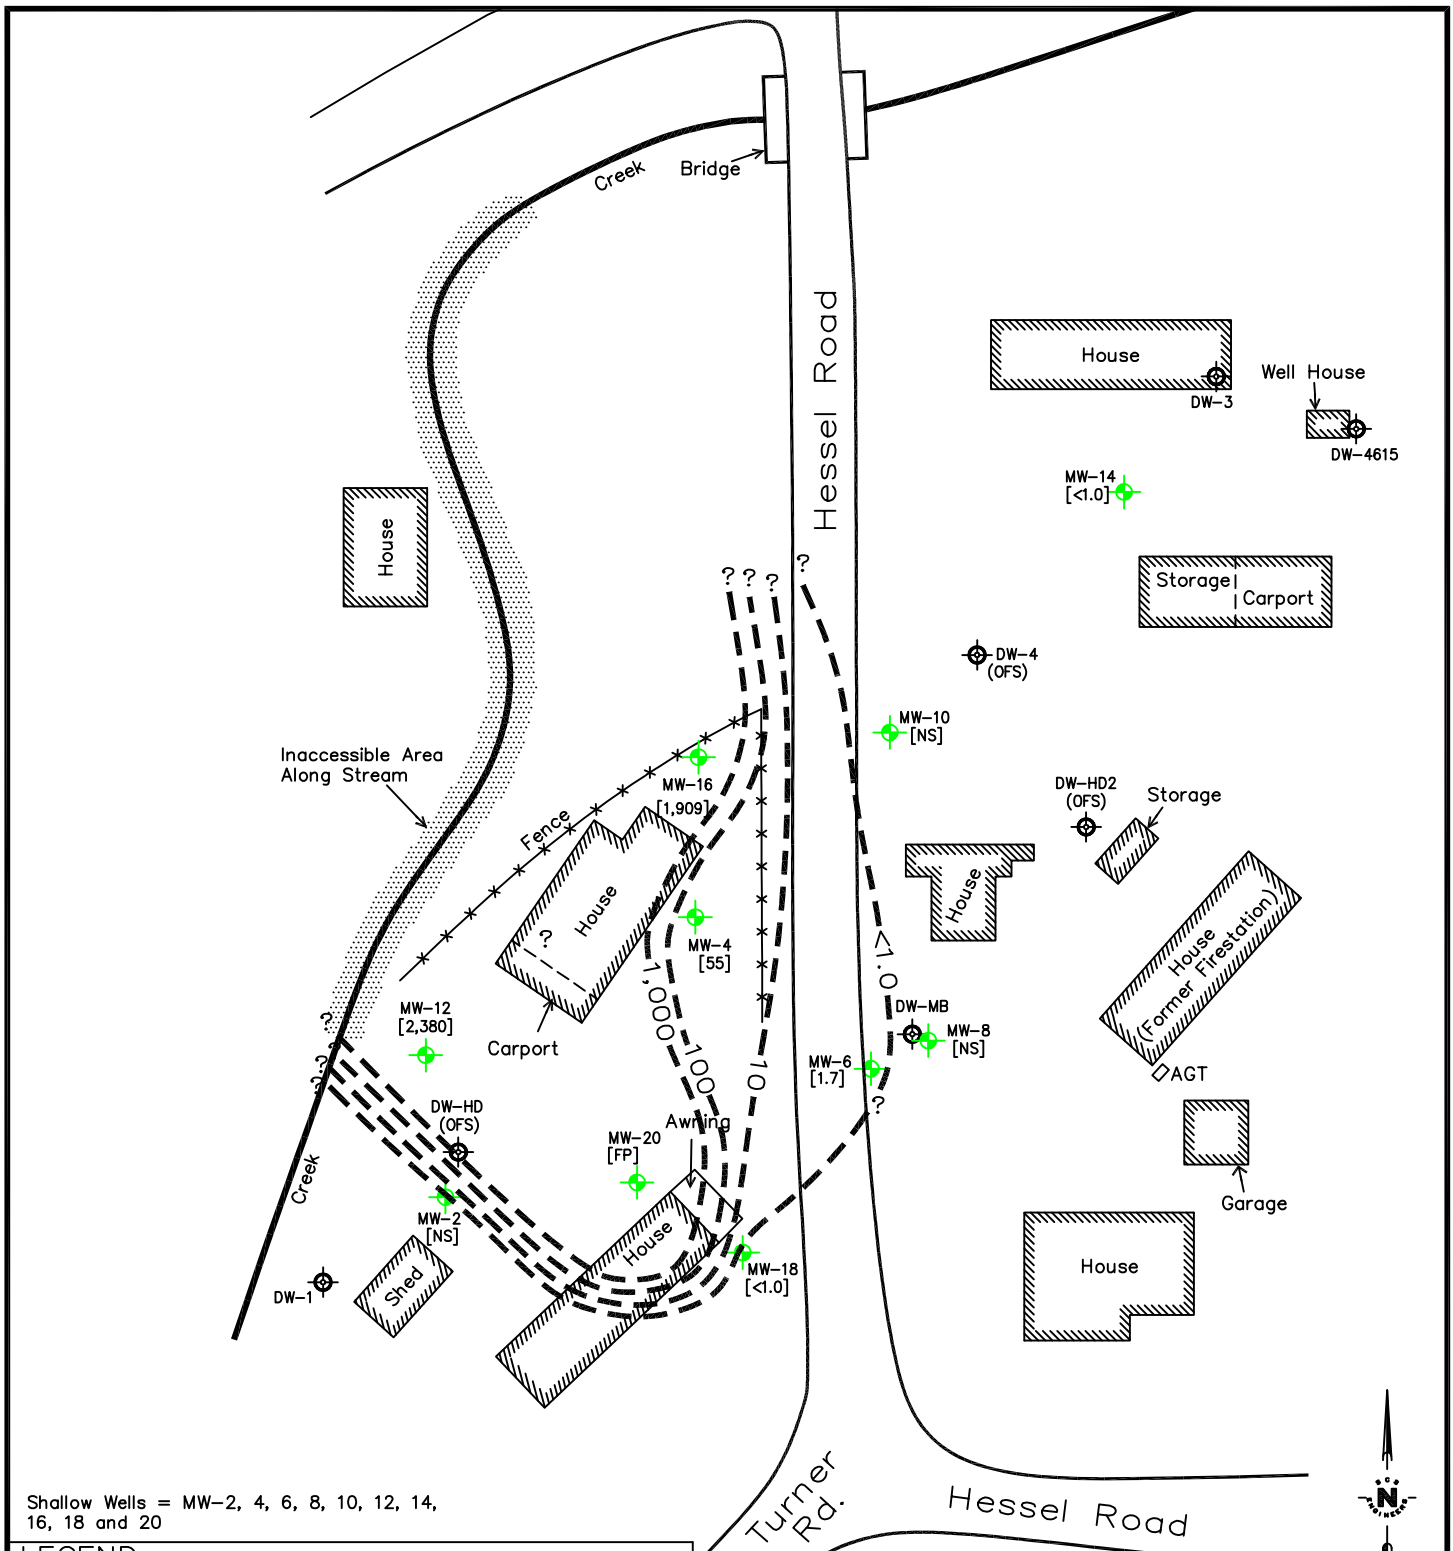 Creek
Bridge
Hessel Road
House
DW-3
Well House
DW-4615
MW-14
[<1.0]
House
Storage
Carport
?
?
?
?
DW-4
(OFS)
MW-10
[NS]
Inaccessible Area
Along Stream
MW-16
[1,909]
DW-HD2
(OFS)
Storage
Fence
House
?
House
House
(Former Firestation)
MW-4
[55]
<1.0
1,000
100
10
MW-12
[2,380]
Carport
DW-MB
MW-8
[NS]
MW-6
[1.7]
?
?
?
?
?
AGT
DW-HD
(OFS)
Awning
MW-20
[FP]
Creek
MW-2
[NS]
Garage
House
House
MW-18
[<1.0]
DW-1
Shed
Shallow Wells = MW-2, 4, 6, 8, 10, 12, 14,
16, 18 and 20
Turner
Rd.
Hessel Road
SCS
N
ENGINEERS
LEGEND